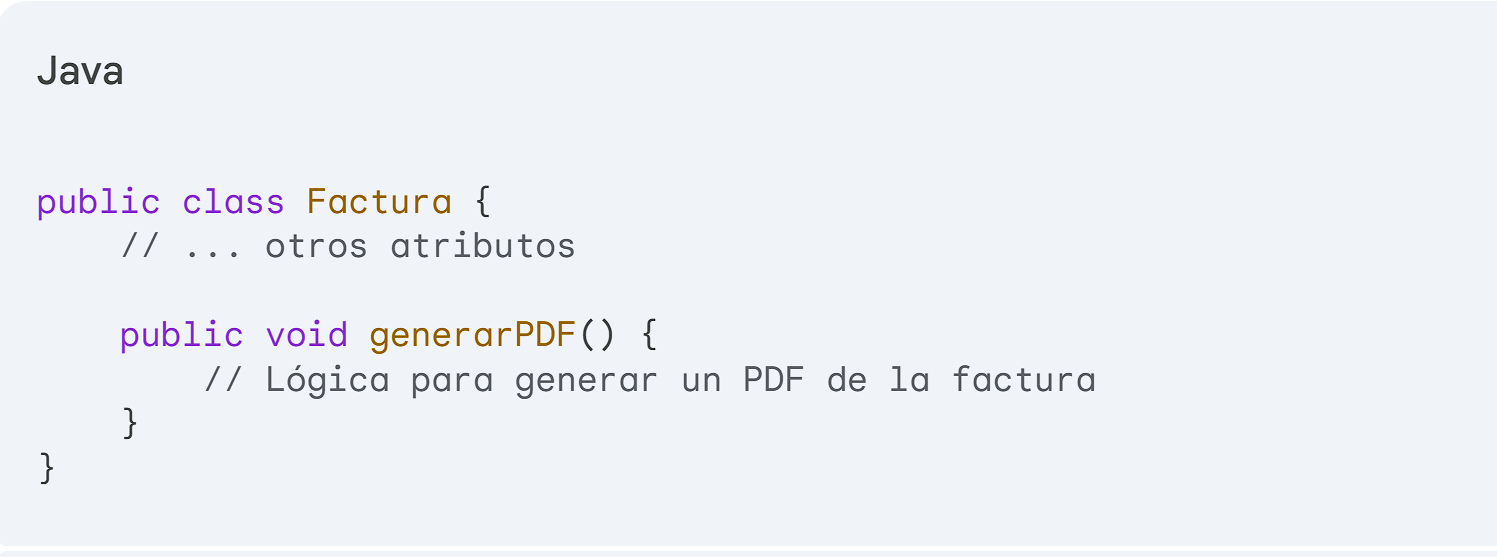 Java
public class Factura {
    // ... otros atributos
    public void generarPDF() {
        // Lógica para generar un PDF de la factura
    }
}